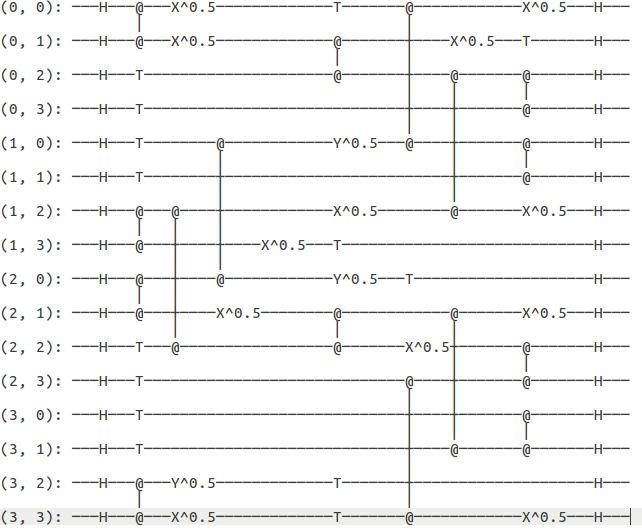 (0, 0): ───H───@───X^0.5─────────────T───────@────────────X^0.5───H───
(0, 1): ───H───@───X^0.5─────────────@────────────X^0.5───T───────H───
(0, 2): ───H───T─────────────────────@────────────@───────@───────H───
(0, 3): ───H───T──────────────────────────────────────────@───────H───
(1, 0): ───H───T────────@────────────Y^0.5───@────────────@───────H───
(1, 1): ───H───T──────────────────────────────────────────@───────H───
(1, 2): ───H───@───@─────────────────X^0.5────────@───────X^0.5───H───
(1, 3): ───H───@─────────────X^0.5───T────────────────────────────H───
(2, 0): ───H───@────────@────────────Y^0.5───T────────────────────H───
(2, 1): ───H───@────────X^0.5────────@────────────@───────X^0.5───H───
(2, 2): ───H───T───@─────────────────@───────X^0.5────────@───────H───
(2, 3): ───H───T─────────────────────────────@────────────@───────H───
(3, 0): ───H───T──────────────────────────────────────────@───────H───
(3, 1): ───H───T──────────────────────────────────@───────@───────H───
(3, 2): ───H───@───Y^0.5─────────────T────────────────────────────H───
(3, 3): ───H───@───X^0.5─────────────T───────@────────────X^0.5───H───